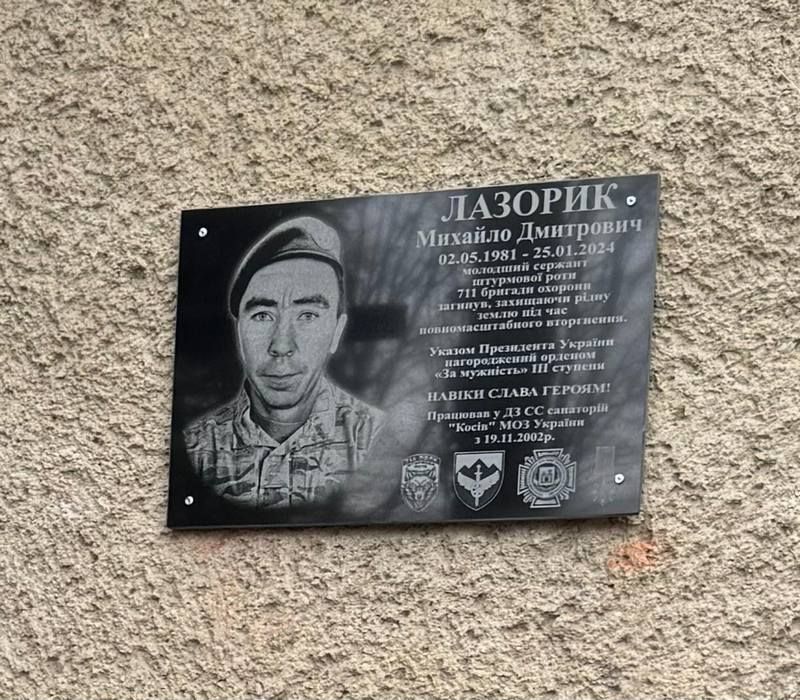 ЛАЗОРИК
Михайло Дмитрович
02.05.1981 - 25.01.2024
молодший сержант
штурмової роти
711 бригади охорони
загинув, захищаючи рідну
землю під час
повномасштабного вторгнення.
Указом Президента України
нагороджений орденом
«За мужність» III ступени
НАВІКИ СЛАВА ГЕРОЯМ!
Працював у ДЗ СС санаторій
"Косів" МОЗ України
з 19.11.2002р.